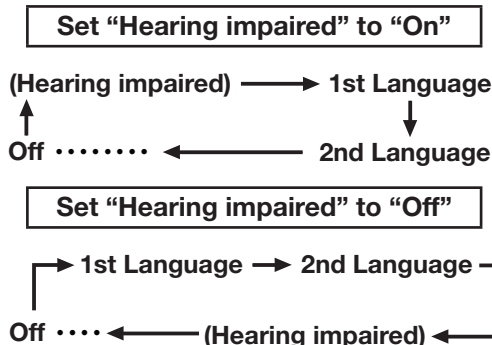 Set “Hearing impaired” to “On”
(Hearing impaired) 1st Language
Off ········ 2nd Language
Set “Hearing impaired” to “Off”
1st Language 2nd Language
Off ···· (Hearing impaired)